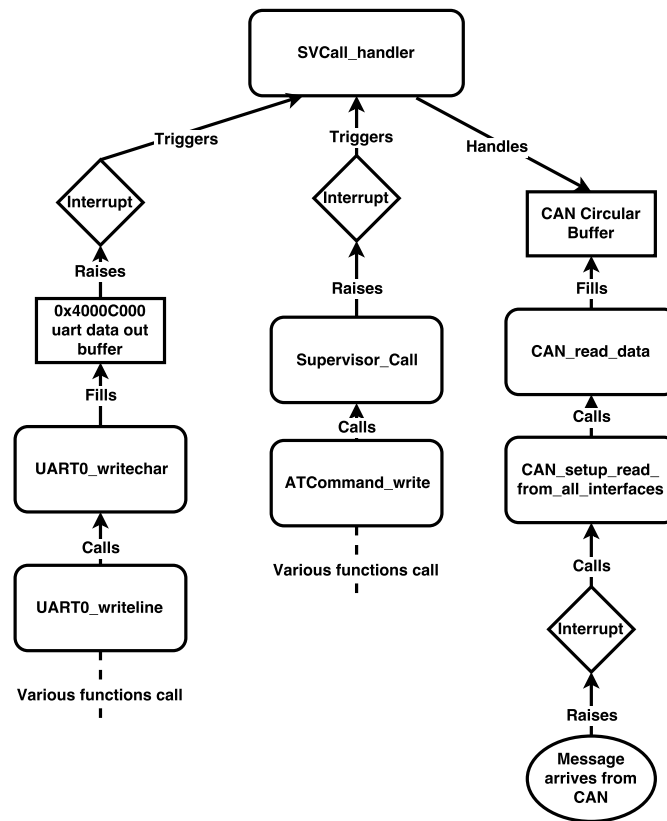 SVCall_handler
Triggers
Triggers
Handles
Interrupt
Interrupt
CAN Circular
Buffer
Raises
Raises
Fills
0x4000C000
uart data out
buffer
Supervisor_Call
CAN_read_data
Fills
Calls
Calls
UART0_writechar
ATCommand_write
CAN_setup_read_
from_all_interfaces
Calls
Various functions call
Calls
UART0_writeline
Interrupt
Various functions call
Raises
Message
arrives from
CAN